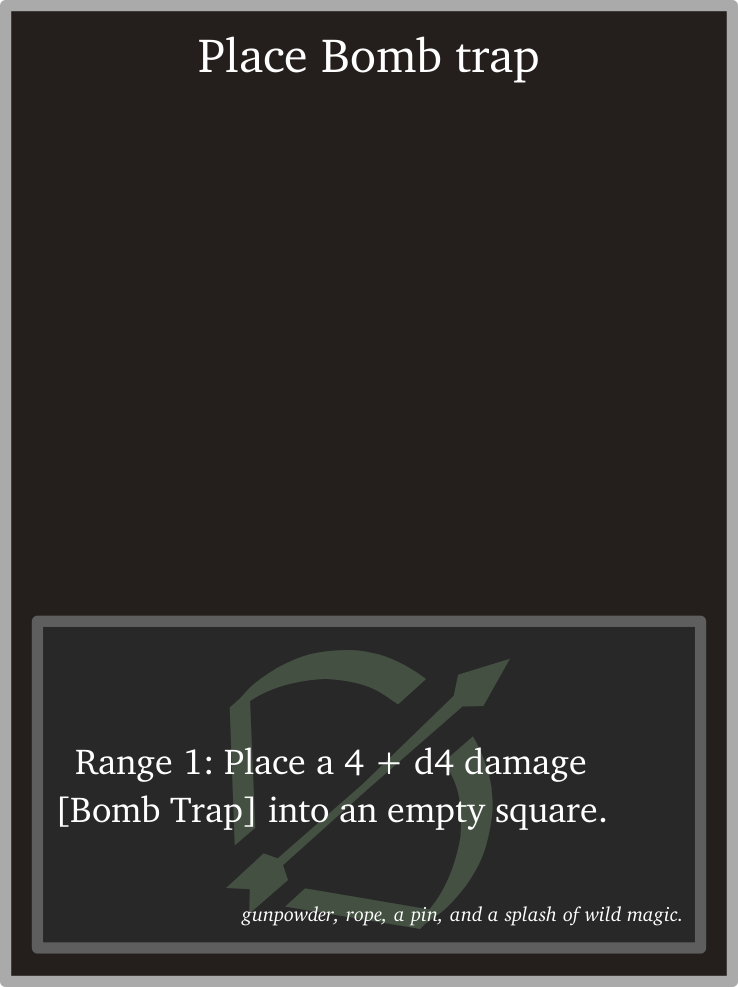 Place Bomb trap
Range 1: Place a 4 + d4 damage
[Bomb Trap] into an empty square.
gunpowder, rope, a pin, and a splash of wild magic.